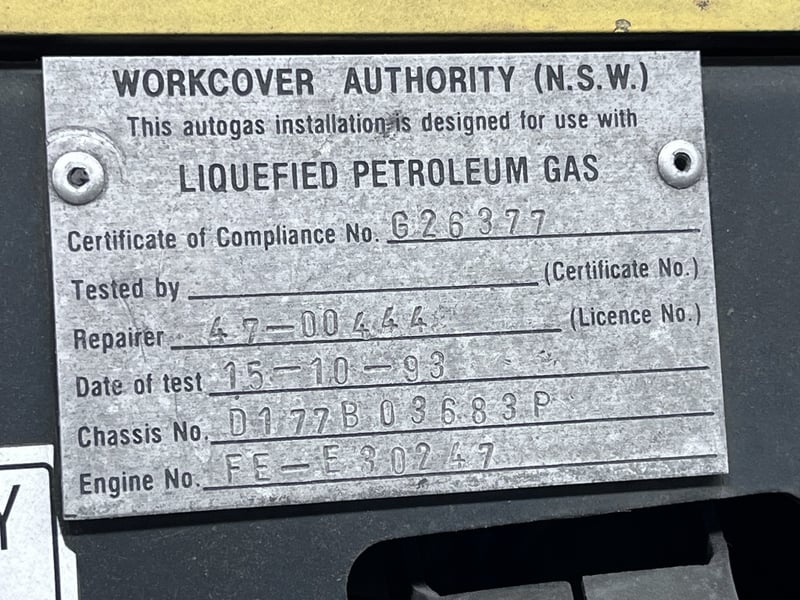 WORKCOVER AUTHORITY (N.S.W.)
This autogas installation is designed for use with
LIQUEFIED PETROLEUM GAS
Certificate of Compliance No. G26377
Tested by (Certificate No.)
Repairer 47-00444 (Licence No.)
Date of test 15-10-93
Chassis No. D177B03683P
Engine No. FE-E30247
Y